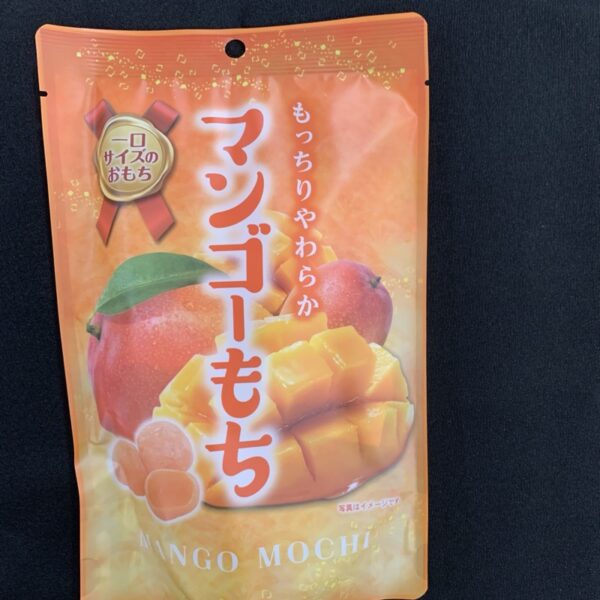 一口
サイズの
おもち
もっちりやわらか
マンゴーもち
写真はイメージです
MANGO MOCHI